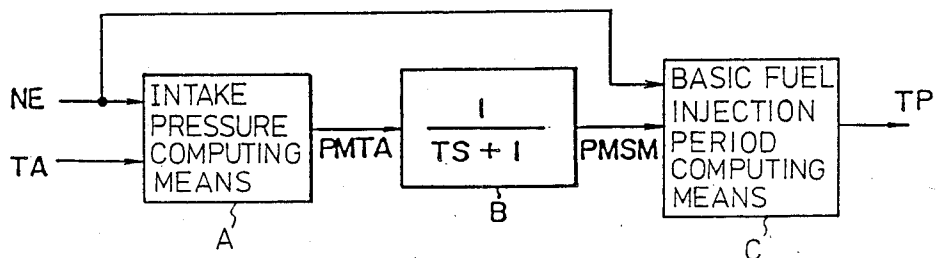 NE
TA
INTAKE
PRESSURE
COMPUTING
MEANS
A
PMTA
1
TS + 1
B
PMSM
BASIC FUEL
INJECTION
PERIOD
COMPUTING
MEANS
C
TP